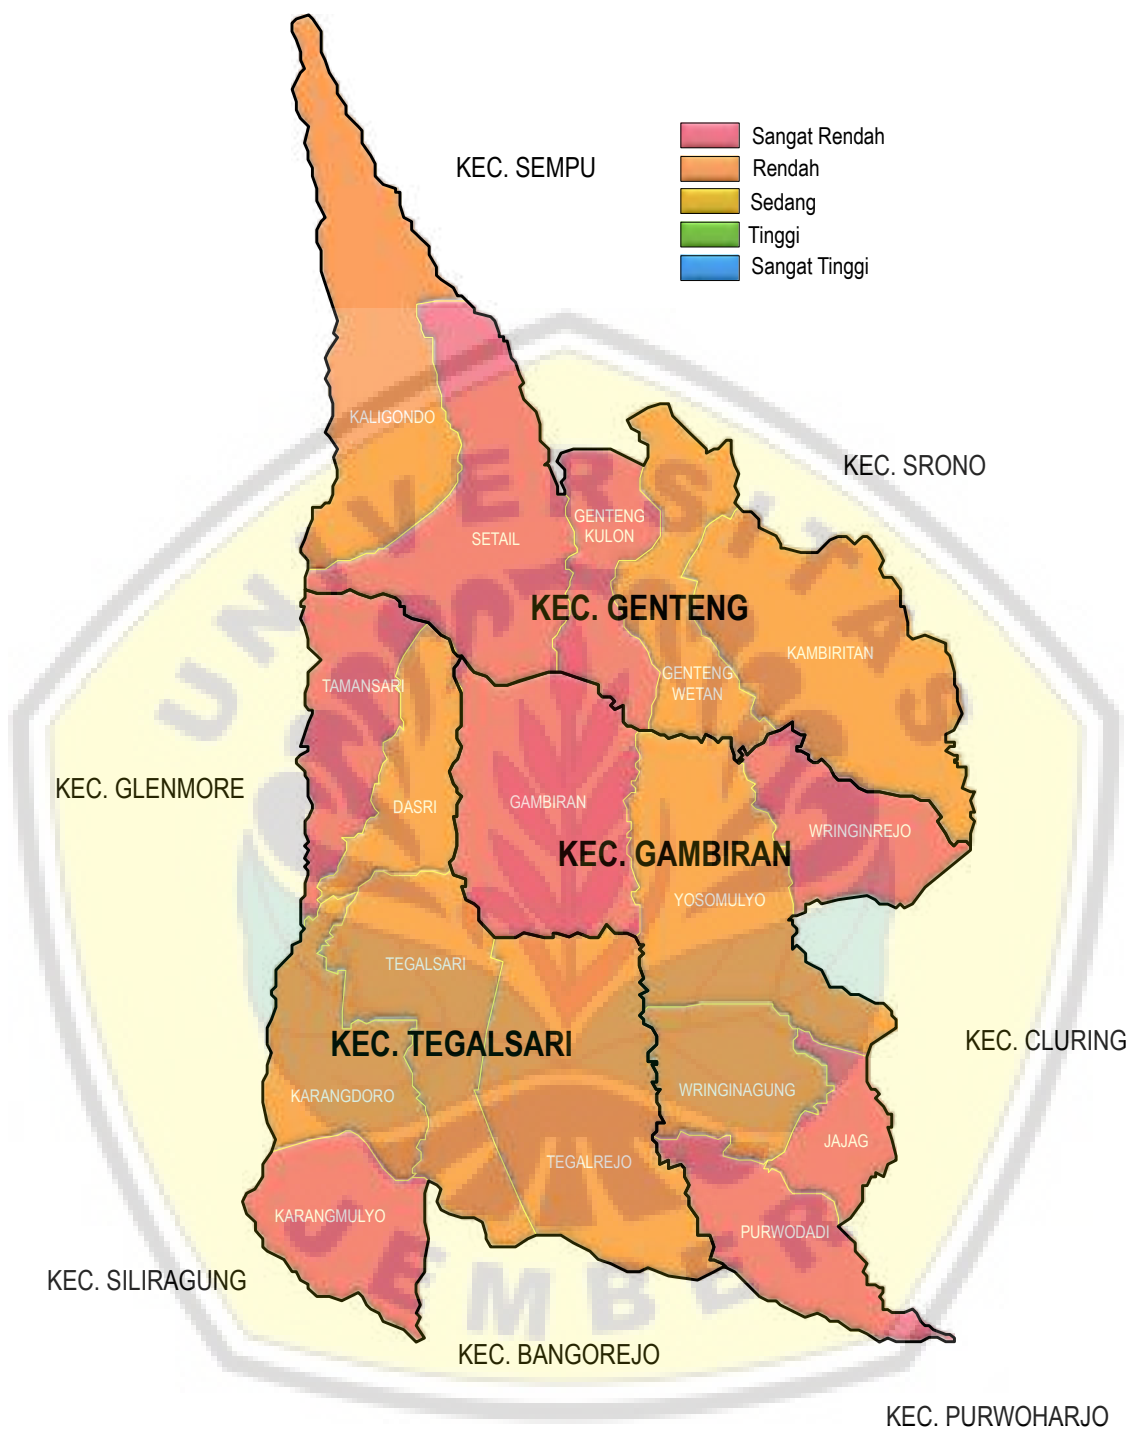 KEC. SEMPU
Sangat Rendah
Rendah
Sedang
Tinggi
Sangat Tinggi
KALIGONDO
KEC. SRONO
SETAIL
GENTENG
KULON
KEC. GENTENG
KAMBIRITAN
GENTENG
WETAN
TAMANSARI
KEC. GLENMORE
DASRI
GAMBIRAN
WRINGINREJO
KEC. GAMBIRAN
YOSOMULYO
TEGALSARI
KEC. TEGALSARI
KEC. CLURING
KARANGDORO
WRINGINAGUNG
JAJAG
TEGALREJO
KARANGMULYO
PURWODADI
KEC. SILIRAGUNG
KEC. BANGOREJO
KEC. PURWOHARJO
UNIVERSITAS
JEMBER